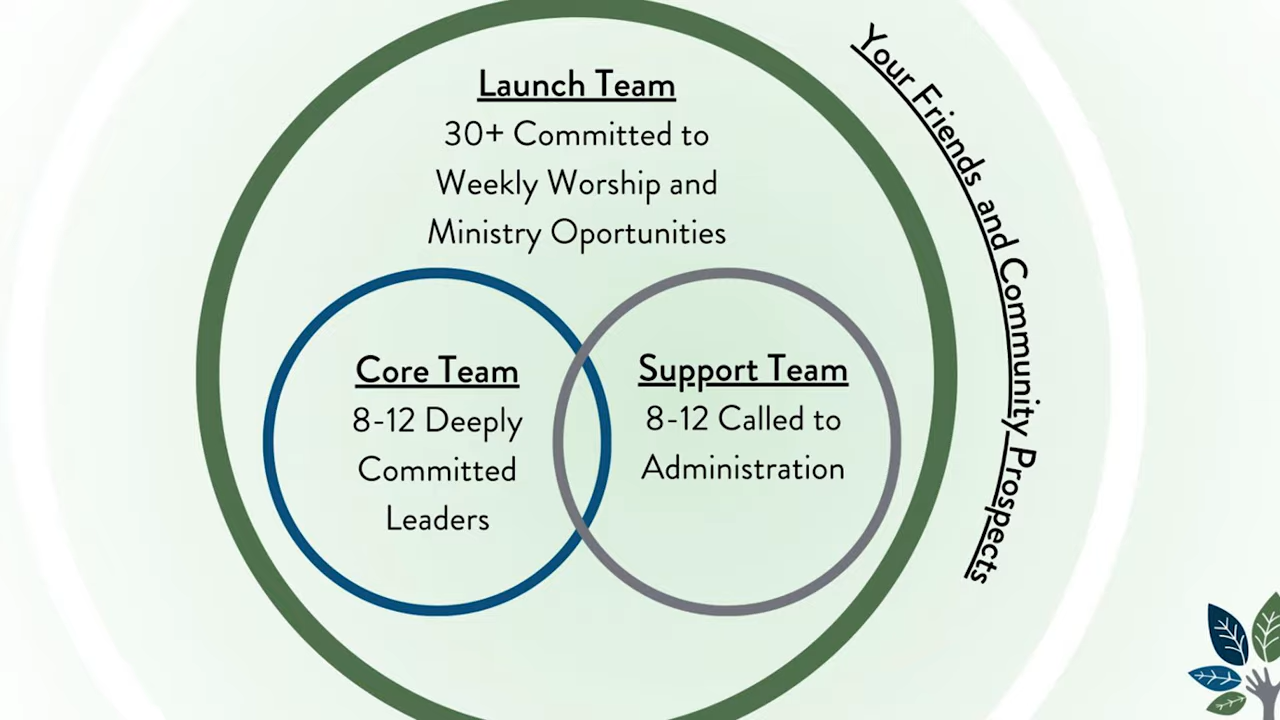 Launch Team
30+ Committed to
Weekly Worship and
Ministry Oportunities
Core Team
8-12 Deeply
Committed
Leaders
Support Team
8-12 Called to
Administration
Your Friends and Community Prospects